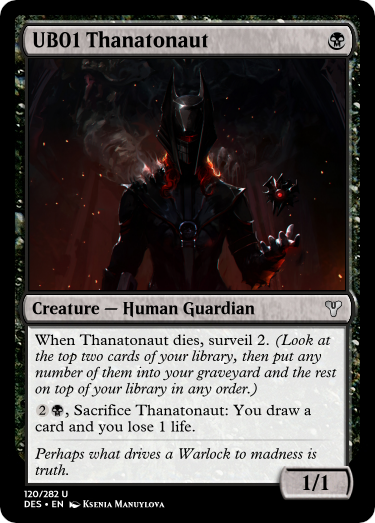 UB01 Thanatonaut
Creature — Human Guardian
When Thanatonaut dies, surveil 2. (Look at
the top two cards of your library, then put any
number of them into your graveyard and the rest
on top of your library in any order.)
2, Sacrifice Thanatonaut: You draw a
card and you lose 1 life.
Perhaps what drives a Warlock to madness is
truth.
1/1
120/282 U
DES • EN Ksenia Manuylova